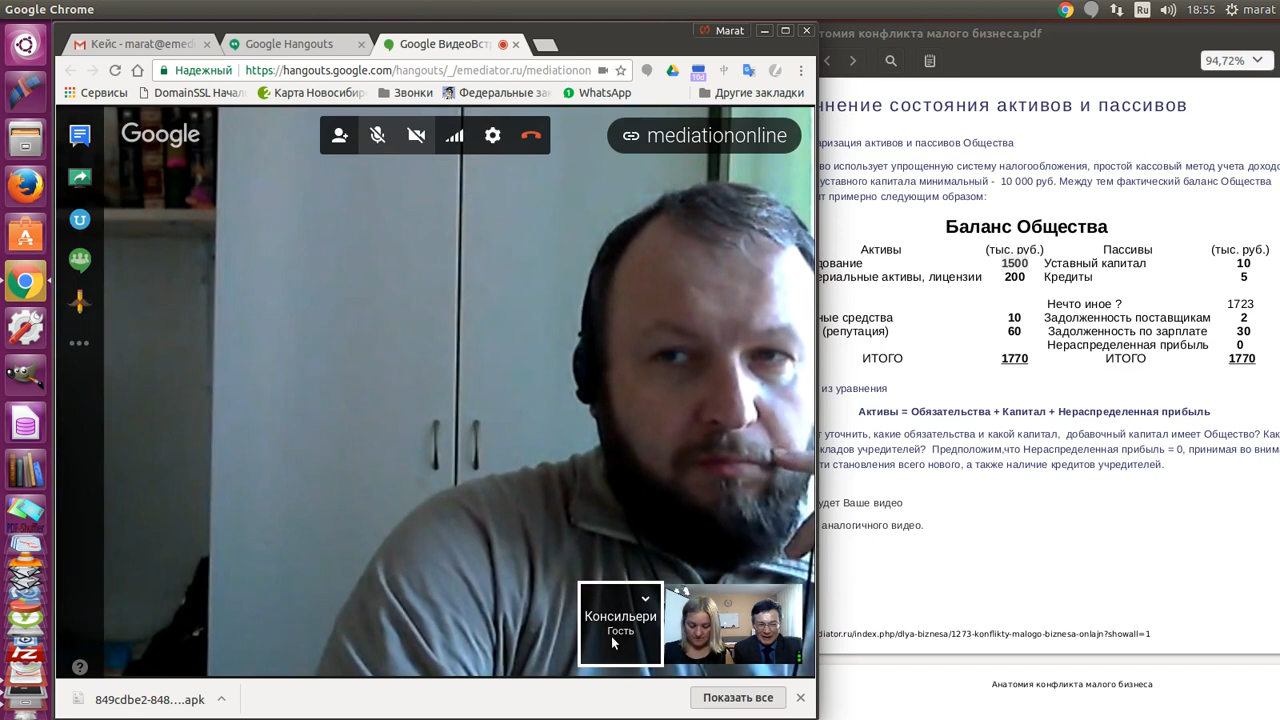 Google Chrome
Ru
18:55
marat
Marat
Кейс - marat@emed
Google Hangouts
Google ВидеоВст
Надежный
https://hangouts.google.com/hangouts/_/emediator.ru/mediationon
10d
Сервисы
DomainSSL Начал
Карта Новосибир
Звонки
Федеральные за
WhatsApp
Другие закладки
Google
mediationonline
Консильери
Гость
849cdbe2-848....apk
Показать все
томия конфликта малого бизнеса.pdf
94,72%
чнение состояния активов и пассивов
аризация активов и пассивов Общества
во использует упрощенную систему налогообложения, простой кассовый метод учета доходо
уставного капитала минимальный - 10 000 руб. Между тем фактический баланс Общества
т примерно следующим образом:
Баланс Общества
Активы (тыс. руб.) Пассивы (тыс. руб.)
дование 1500 Уставный капитал 10
ериальные активы, лицензии 200 Кредиты 5
Нечто иное ? 1723
ные средства 10 Задолженность поставщикам 2
(репутация) 60 Задолженность по зарплате 30
Нераспределенная прибыль 0
ИТОГО 1770 ИТОГО 1770
из уравнения
Активы = Обязательства + Капитал + Нераспределенная прибыль
т уточнить, какие обязательства и какой капитал, добавочный капитал имеет Общество? Как
кладов учредителей? Предположим,что Нераспределенная прибыль = 0, принимая во внима
ти становления всего нового, а также наличие кредитов учредителей.
удет Ваше видео
аналогичного видео.
diator.ru/index.php/dlya-biznesa/1273-konflikty-malogo-biznesa-onlajn?showall=1
Анатомия конфликта малого бизнеса